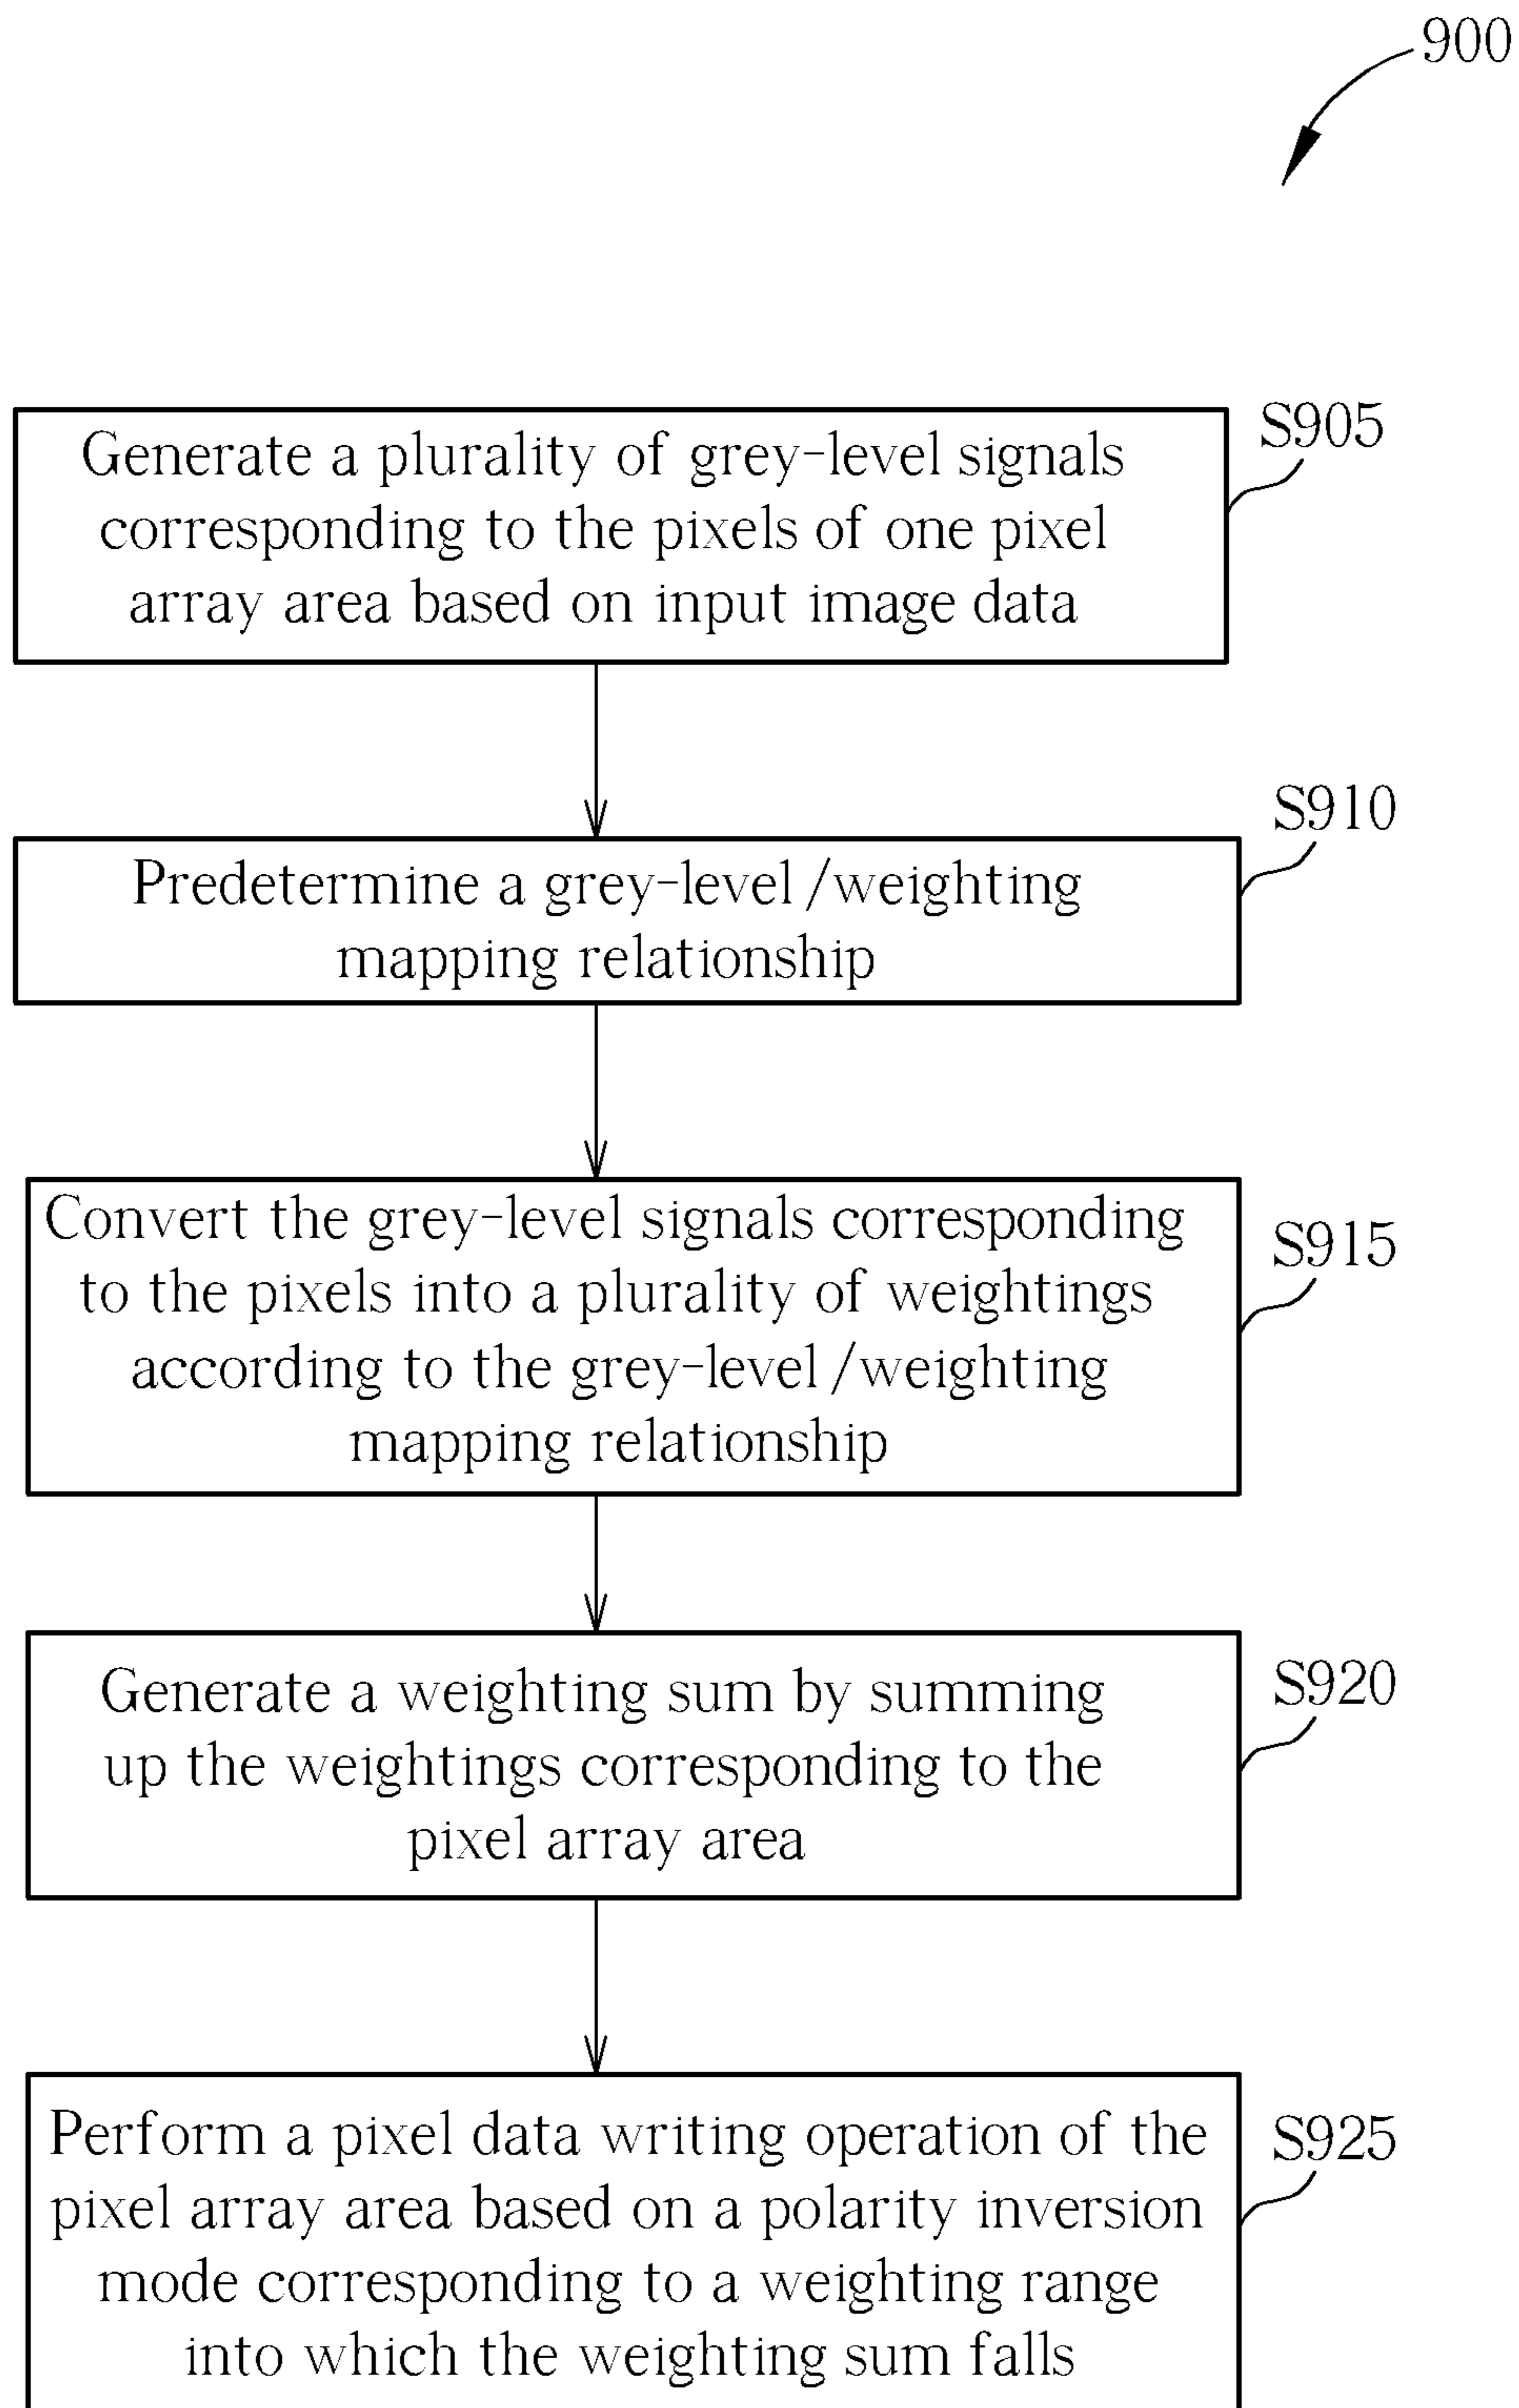 900
S905
Generate a plurality of grey-level signals
corresponding to the pixels of one pixel
array area based on input image data
S910
Predetermine a grey-level/weighting
mapping relationship
S915
Convert the grey-level signals corresponding
to the pixels into a plurality of weightings
according to the grey-level/weighting
mapping relationship
S920
Generate a weighting sum by summing
up the weightings corresponding to the
pixel array area
S925
Perform a pixel data writing operation of the
pixel array area based on a polarity inversion
mode corresponding to a weighting range
into which the weighting sum falls